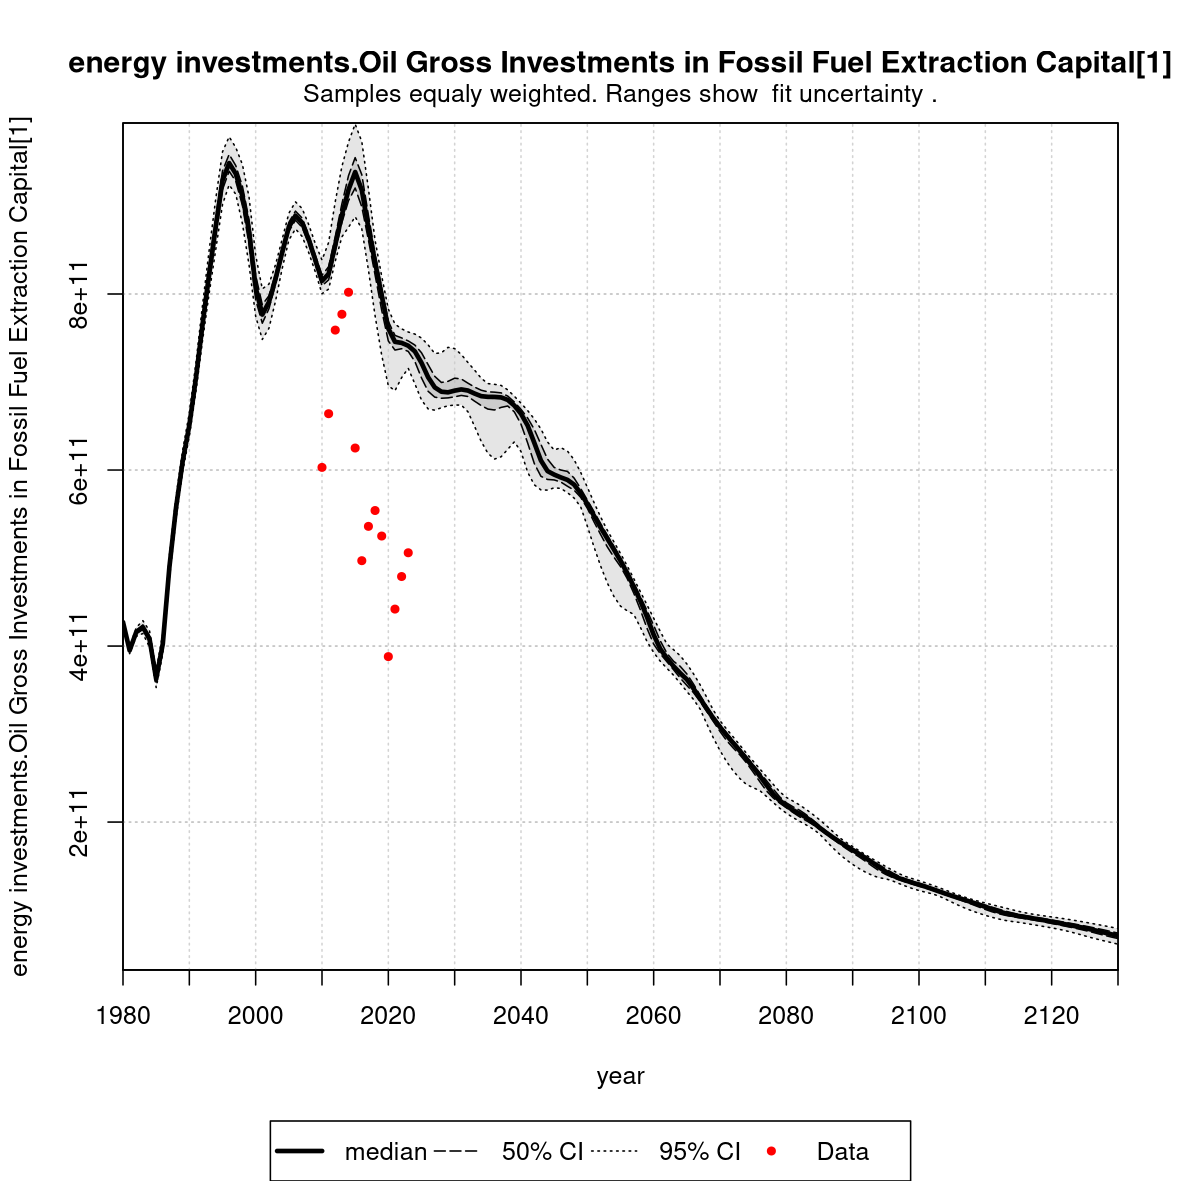 energy investments.Oil Gross Investments in Fossil Fuel Extraction Capital[1]
Samples equaly weighted. Ranges show  fit uncertainty .
energy investments.Oil Gross Investments in Fossil Fuel Extraction Capital[1]
8e+11
6e+11
4e+11
2e+11
1980 2000 2020 2040 2060 2080 2100 2120
year
median 50% CI 95% CI Data